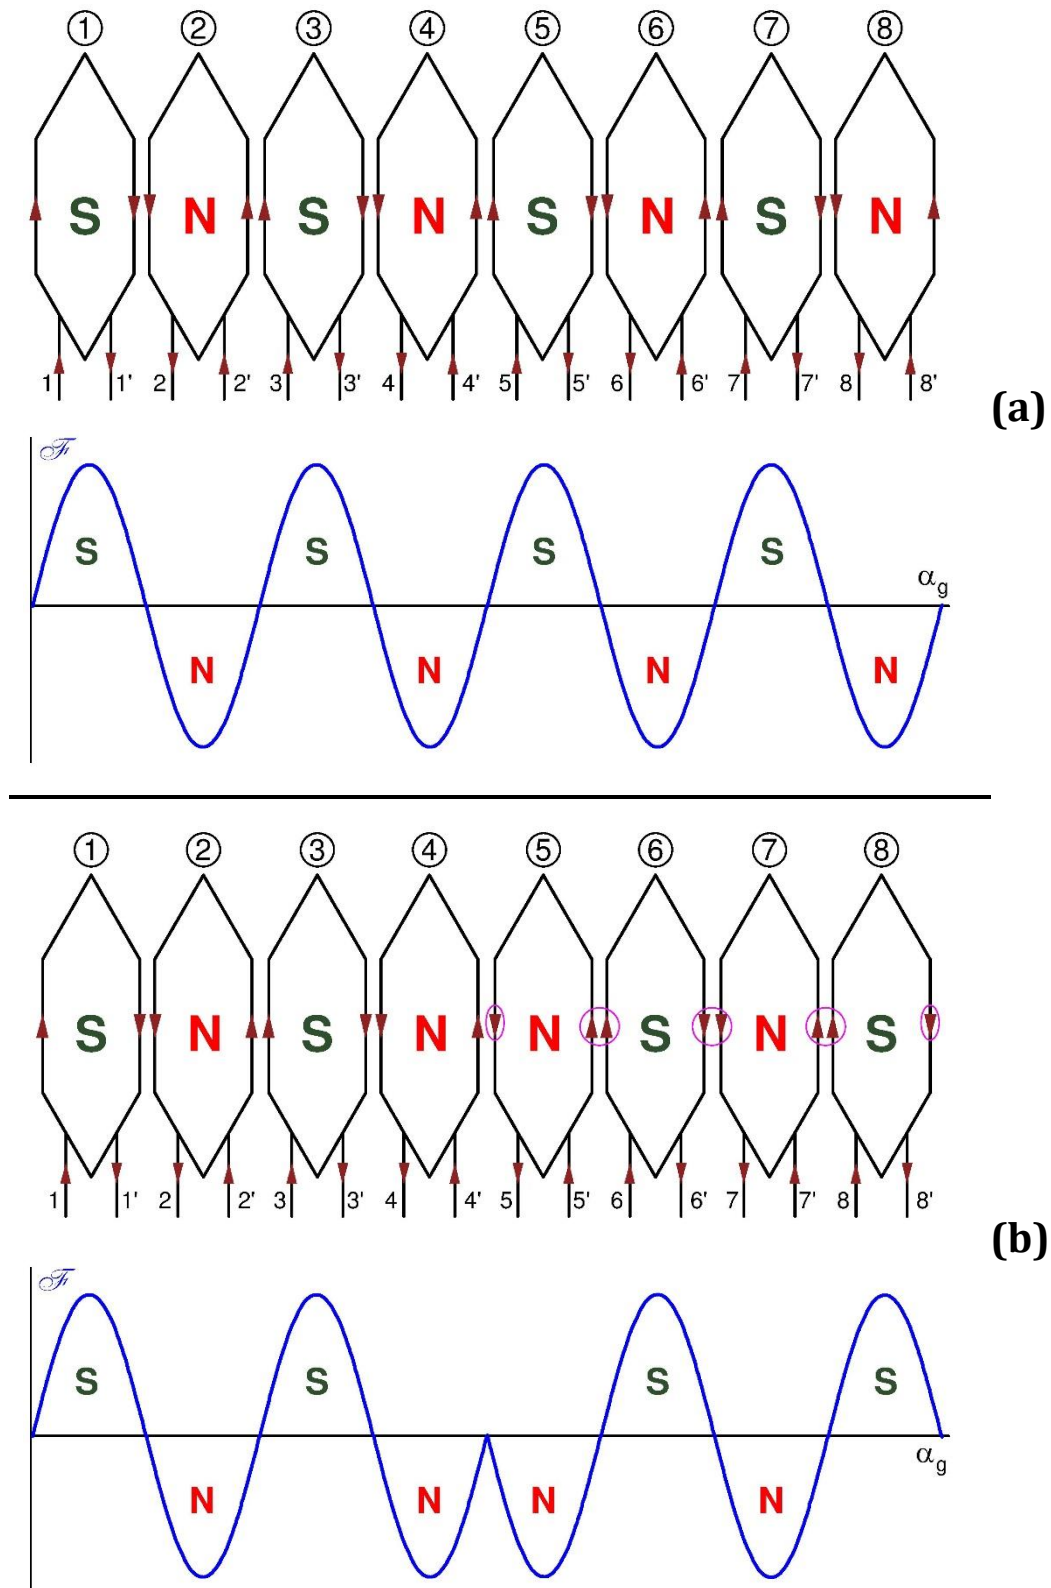 ① ② ③ ④ ⑤ ⑥ ⑦ ⑧
S N S N S N S N
1 1' 2 2' 3 3' 4 4' 5 5' 6 6' 7 7' 8 8'
(a)
ℱ
S S S S
α_g
N N N N
① ② ③ ④ ⑤ ⑥ ⑦ ⑧
S N S N N S N S
1 1' 2 2' 3 3' 4 4' 5 5' 6 6' 7 7' 8 8'
(b)
ℱ
S S S S
α_g
N N N N